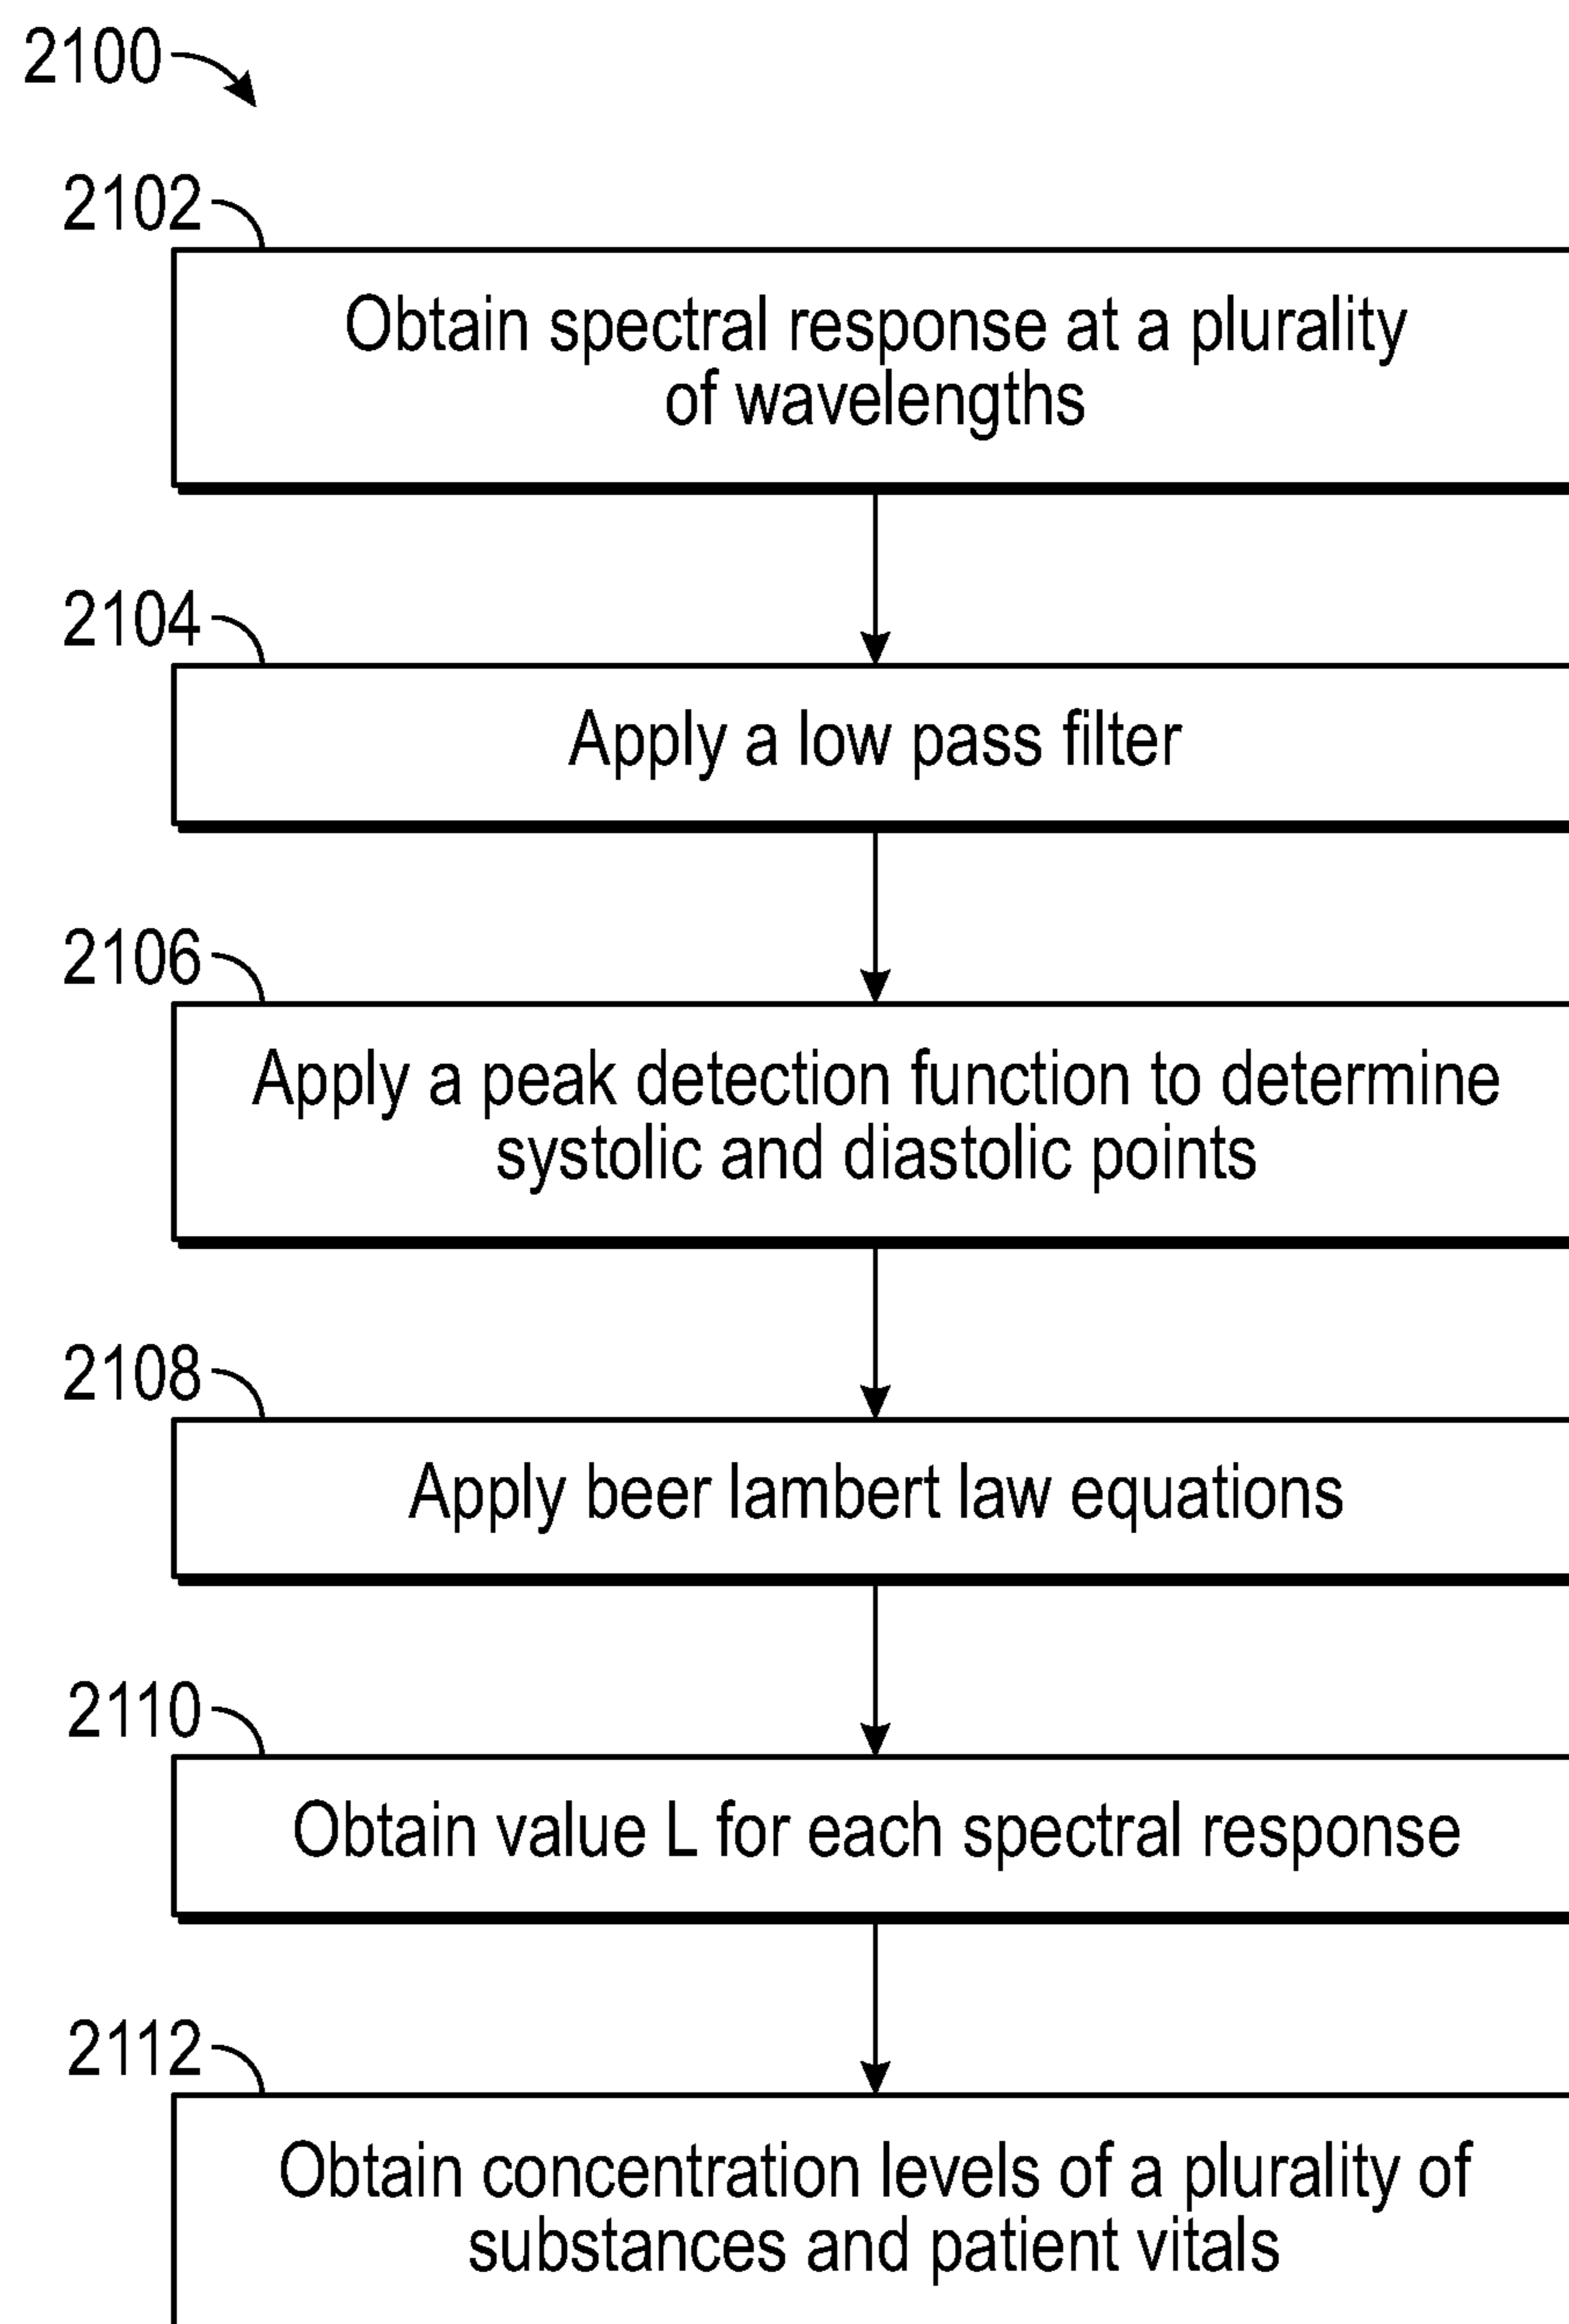 2100
2102
Obtain spectral response at a plurality
of wavelengths
2104
Apply a low pass filter
2106
Apply a peak detection function to determine
systolic and diastolic points
2108
Apply beer lambert law equations
2110
Obtain value L for each spectral response
2112
Obtain concentration levels of a plurality of
substances and patient vitals